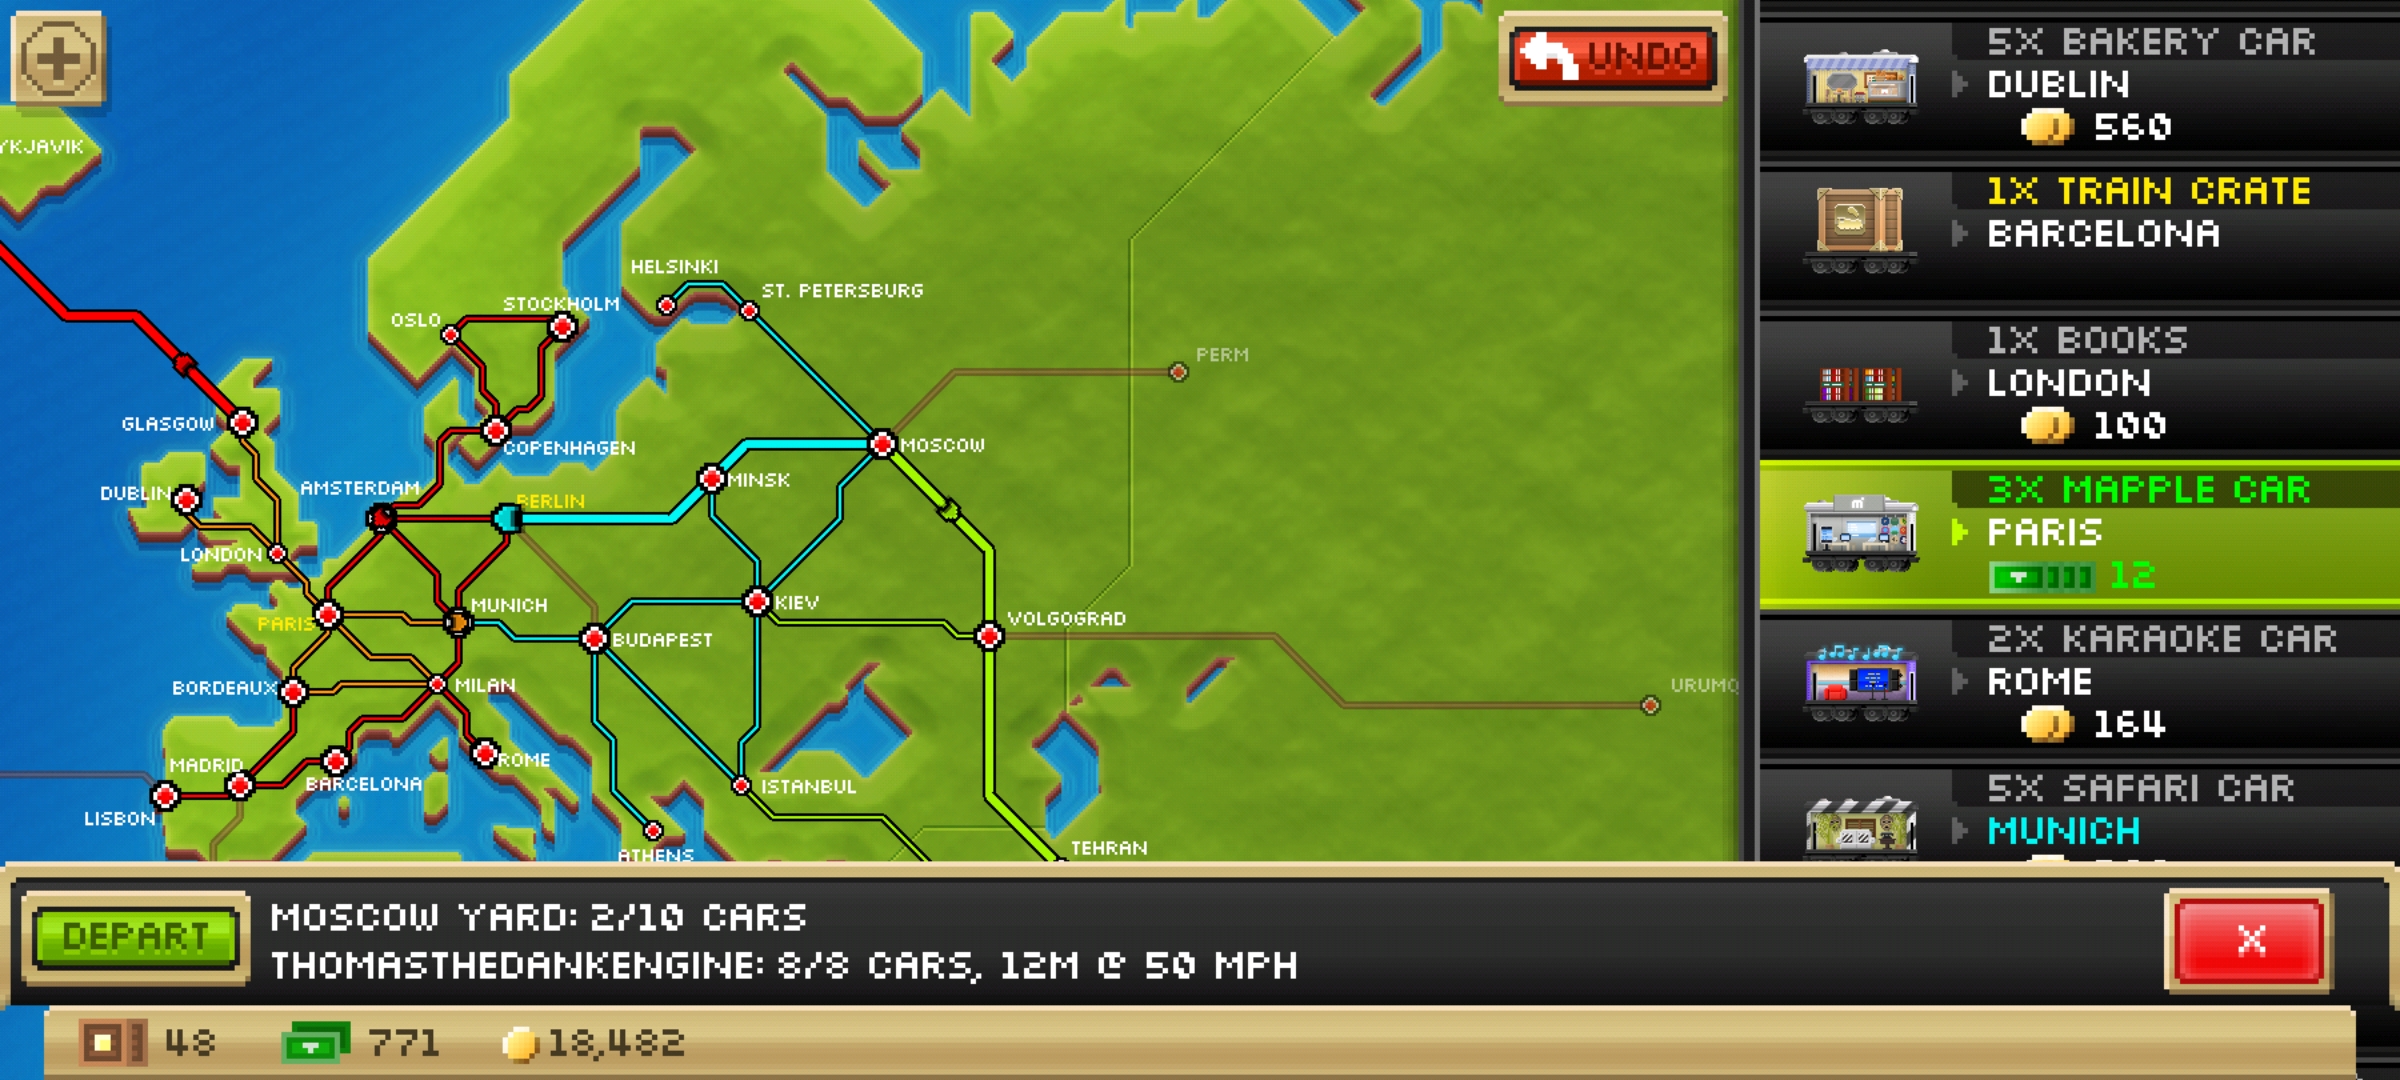 UNDO
YKJAVIK
HELSINKI
ST. PETERSBURG
STOCKHOLM
OSLO
PERM
GLASGOW
COPENHAGEN
MOSCOW
MINSK
DUBLIN
AMSTERDAM
BERLIN
LONDON
MUNICH
KIEV
VOLGOGRAD
PARIS
BUDAPEST
BORDEAUX
MILAN
URUMQ
MADRID
ROME
BARCELONA
ISTANBUL
LISBON
ATHENS
TEHRAN
5X BAKERY CAR
DUBLIN
560
1X TRAIN CRATE
BARCELONA
1X BOOKS
LONDON
100
3X MAPPLE CAR
PARIS
12
2X KARAOKE CAR
ROME
164
5X SAFARI CAR
MUNICH
DEPART
MOSCOW YARD: 2/10 CARS
THOMASTHEDANKENGINE: 8/8 CARS, 12M @ 50 MPH
X
48
771
18,482